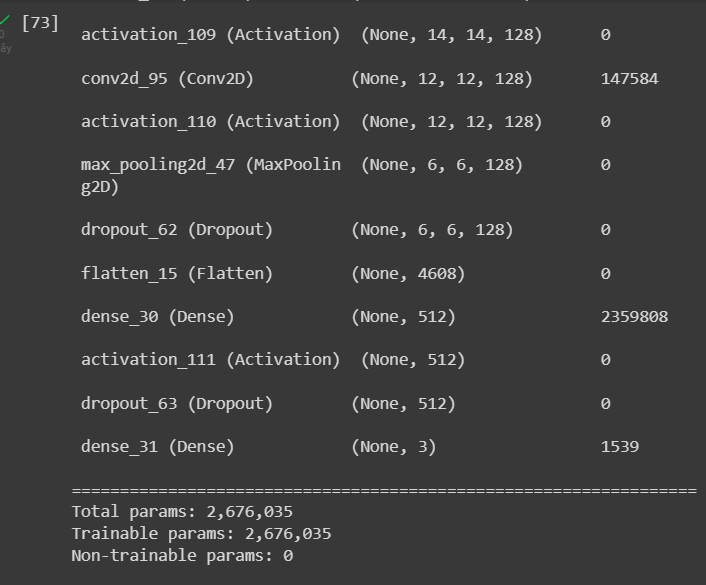 [73]
activation_109 (Activation) (None, 14, 14, 128) 0
conv2d_95 (Conv2D) (None, 12, 12, 128) 147584
activation_110 (Activation) (None, 12, 12, 128) 0
max_pooling2d_47 (MaxPoolin (None, 6, 6, 128) 0
g2D)
dropout_62 (Dropout) (None, 6, 6, 128) 0
flatten_15 (Flatten) (None, 4608) 0
dense_30 (Dense) (None, 512) 2359808
activation_111 (Activation) (None, 512) 0
dropout_63 (Dropout) (None, 512) 0
dense_31 (Dense) (None, 3) 1539
=================================================================
Total params: 2,676,035
Trainable params: 2,676,035
Non-trainable params: 0